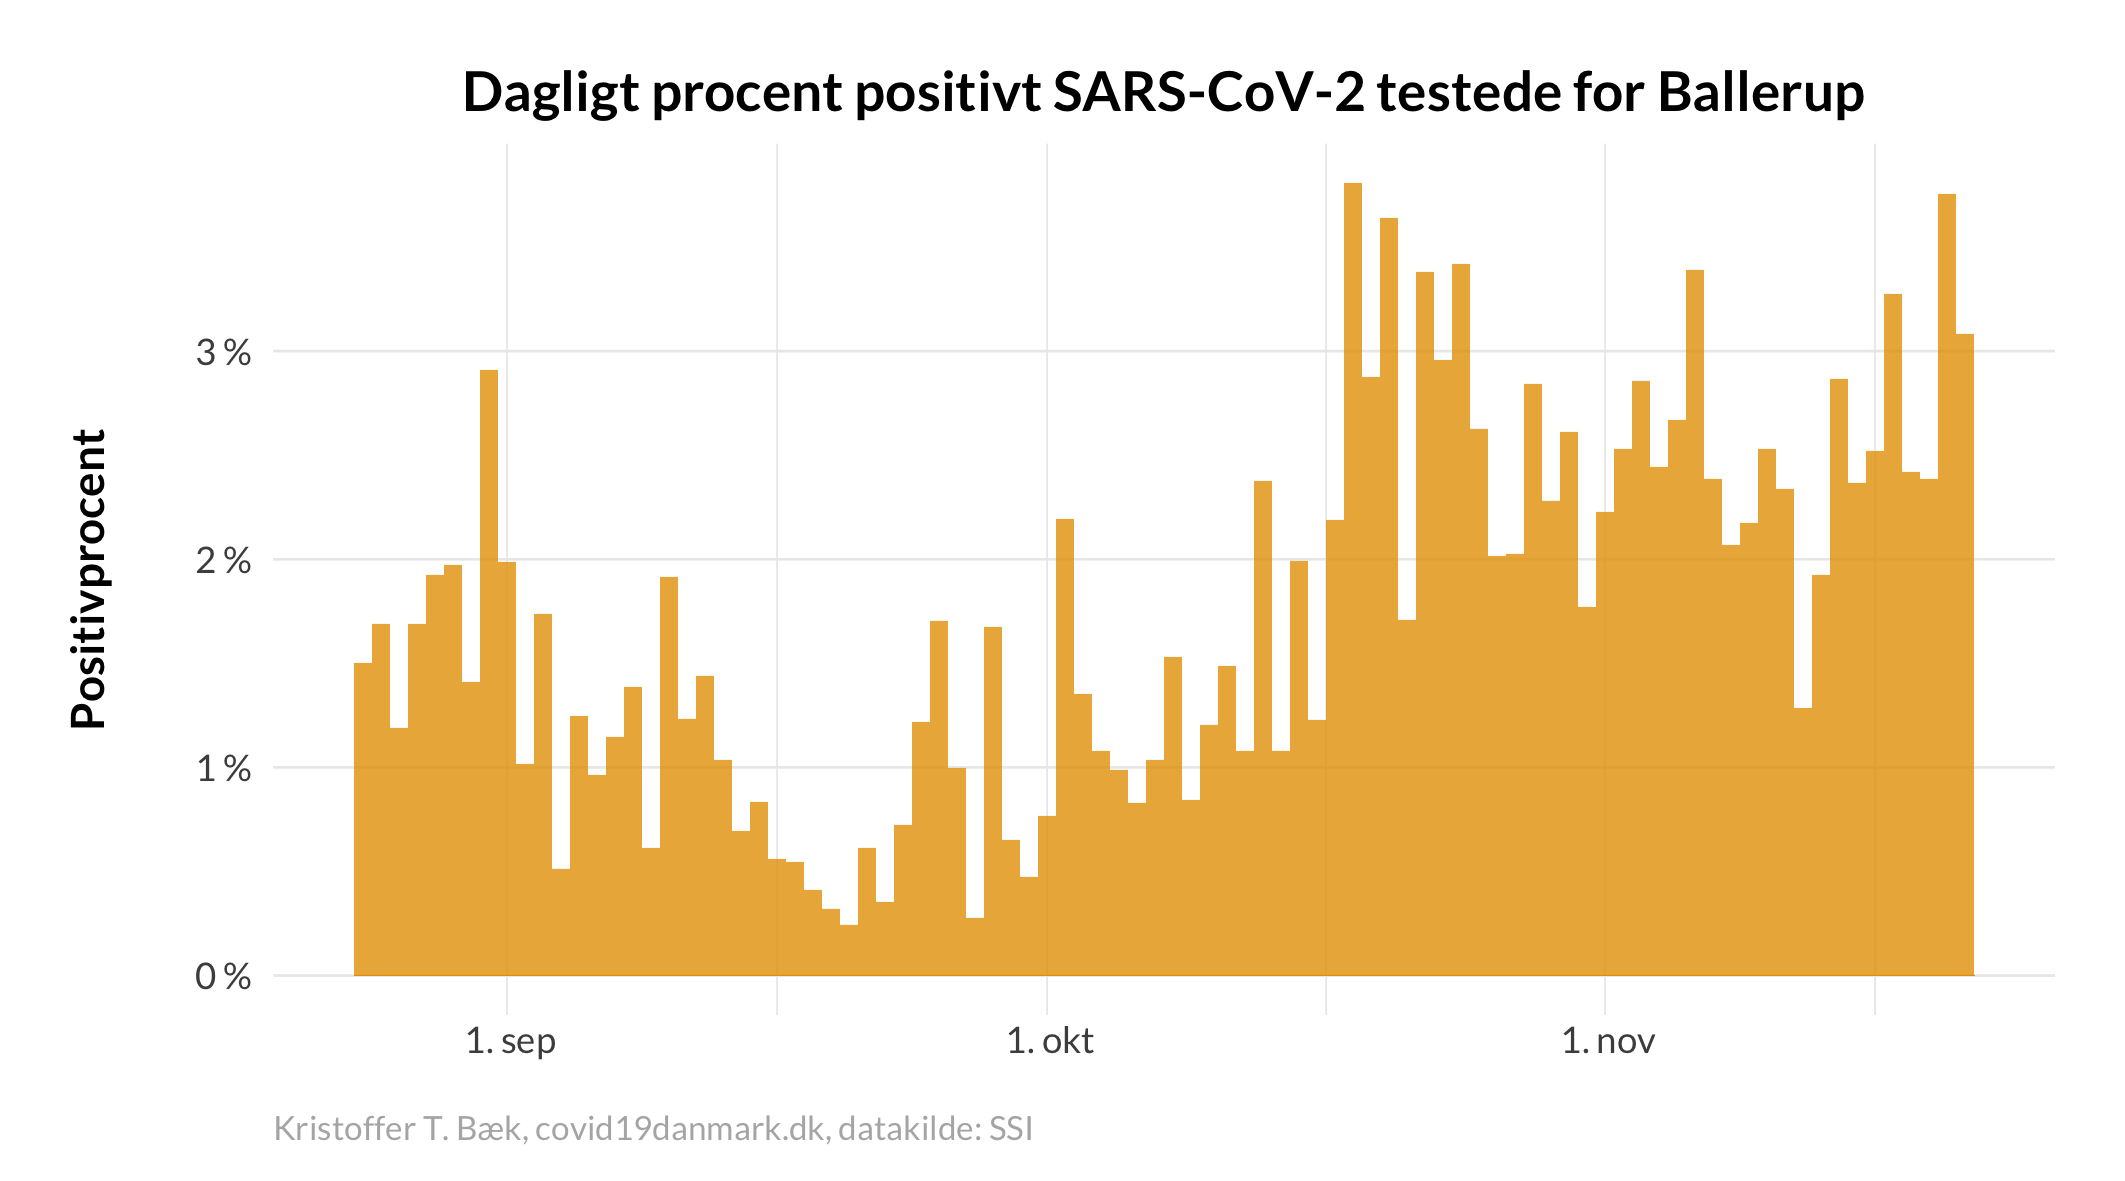 Dagligt procent positivt SARS-CoV-2 testede for Ballerup
Positivprocent
3 %
2 %
1 %
0 %
1. sep
1. okt
1. nov
Kristoffer T. Bæk, covid19danmark.dk, datakilde: SSI